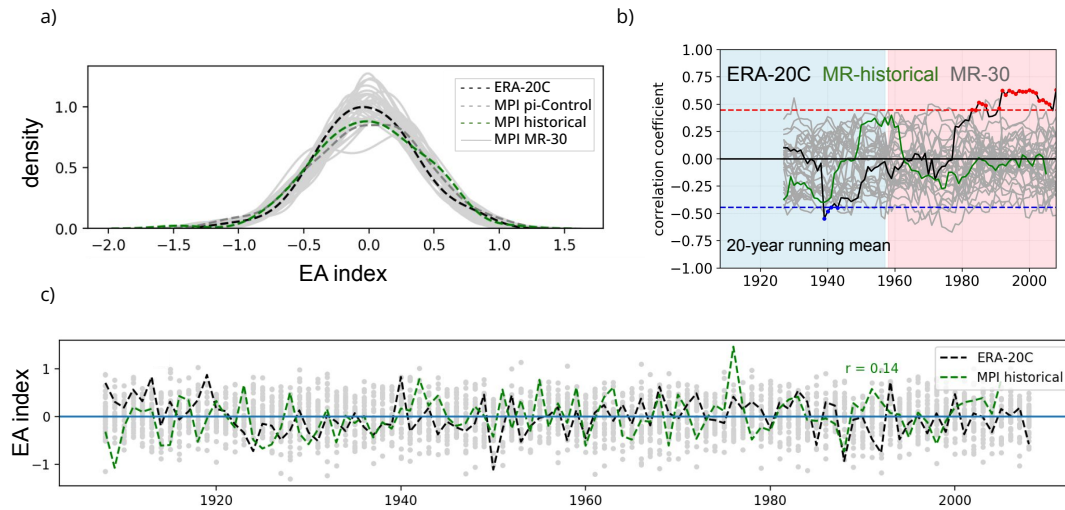 a)
density
1.0
0.5
0.0
−2.0 −1.5 −1.0 −0.5 0.0 0.5 1.0 1.5
EA index
ERA-20C
MPI pi-Control
MPI historical
MPI MR-30
b)
correlation coefficient
1.00
0.75
0.50
0.25
0.00
−0.25
−0.50
−0.75
−1.00
ERA-20C MR-historical MR-30
20-year running mean
1920 1940 1960 1980 2000
c)
EA index
1
0
−1
r = 0.14
ERA-20C
MPI historical
1920 1940 1960 1980 2000